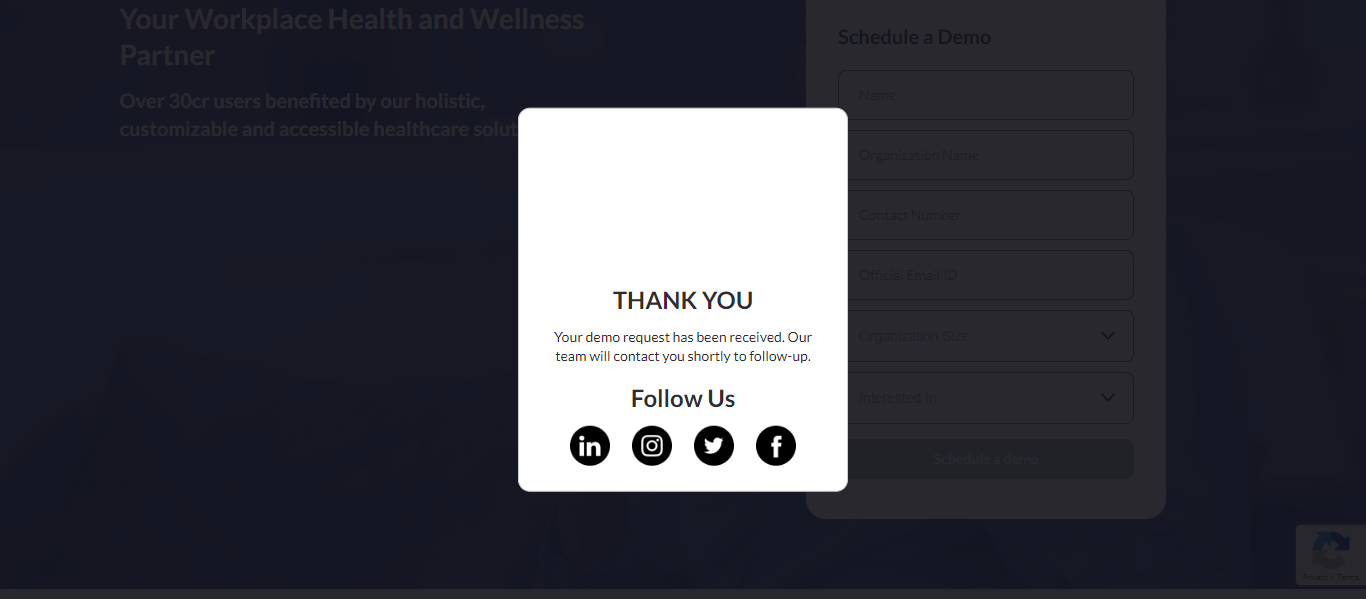 Your Workplace Health and Wellness
Partner
Over 30cr users benefited by our holistic,
customizable and accessible healthcare solut
THANK YOU
Your demo request has been received. Our
team will contact you shortly to follow-up.
Follow Us
in
f
Schedule a Demo
Name
Organization Name
Contact Number
Official Email ID
Organization Size
Interested In
Schedule a demo
Privacy - Terms